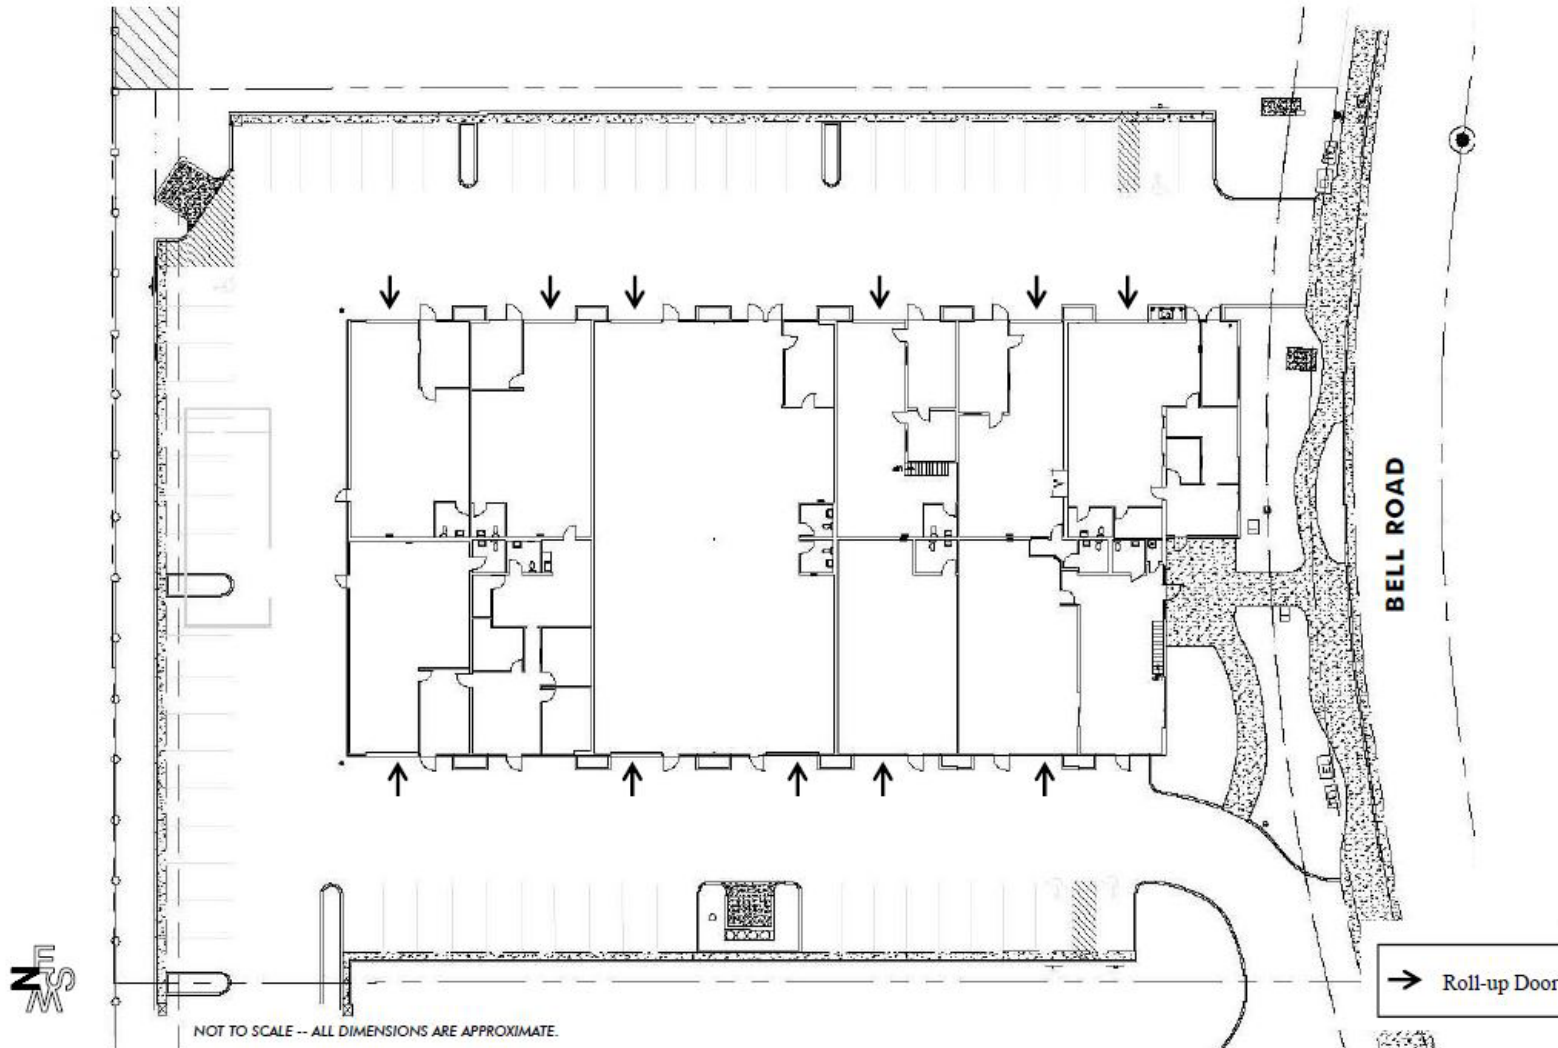 BELL ROAD
N
E
S
W
Roll-up Door
NOT TO SCALE -- ALL DIMENSIONS ARE APPROXIMATE.